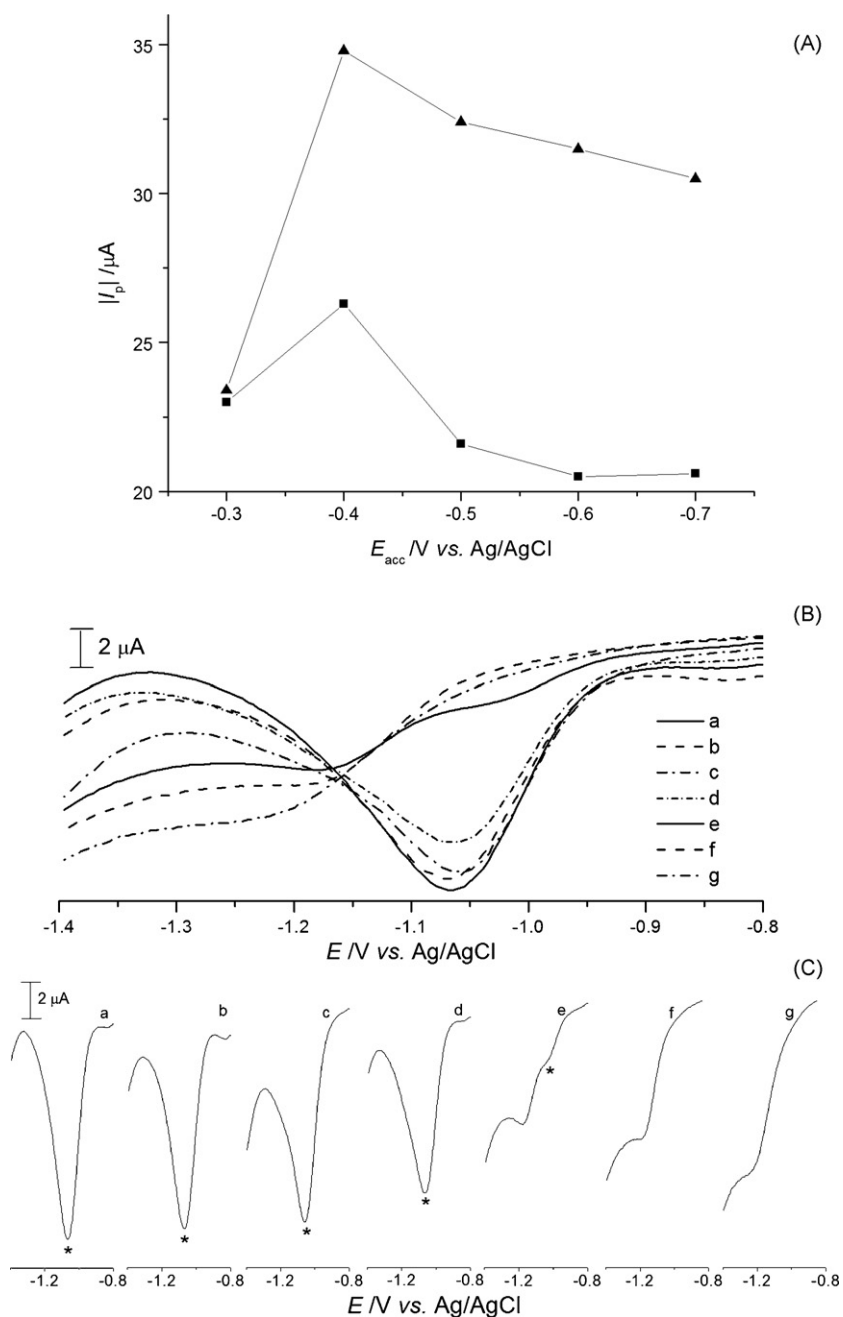 (A)
35
30
25
20
|Ip| /μA
-0.3 -0.4 -0.5 -0.6 -0.7
Eacc /V vs. Ag/AgCl
(B)
2 μA
a
b
c
d
e
f
g
-1.4 -1.3 -1.2 -1.1 -1.0 -0.9 -0.8
E /V vs. Ag/AgCl
(C)
2 μA
a b c d e f g
* * * * *
-1.2 -0.8 -1.2 -0.8 -1.2 -0.8 -1.2 -0.8 -1.2 -0.8 -1.2 -0.8 -1.2 -0.8
E /V vs. Ag/AgCl